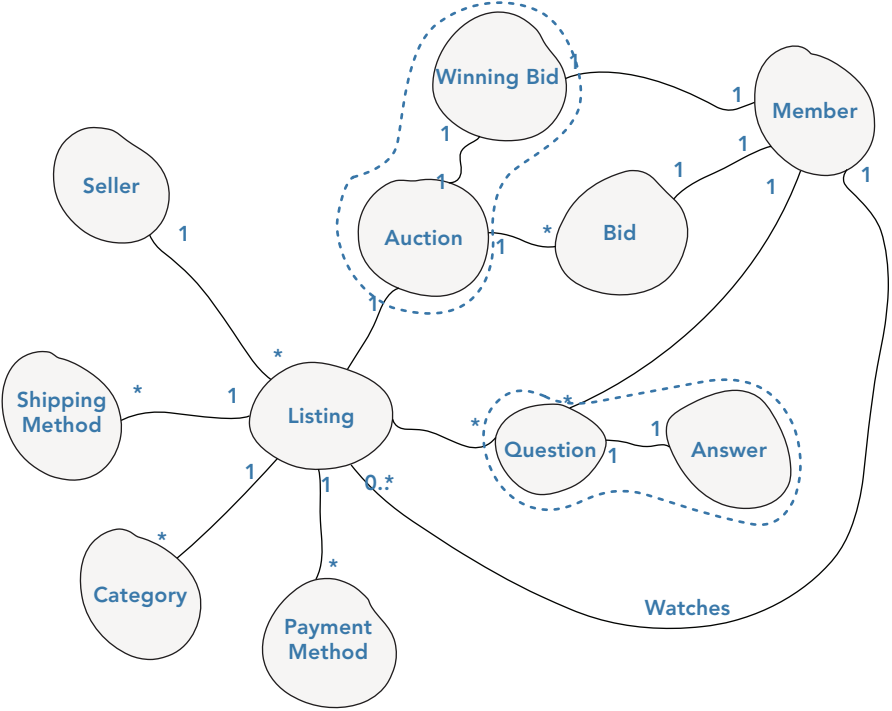 1
Winning Bid
1
1
Member
1
1
1
Seller
1
1
1
1
*
Bid
Auction
1
1
*
*
1
Shipping
Method
*
Listing
*
1
Question
1
Answer
1
1
0..*
*
*
Category
Watches
Payment
Method